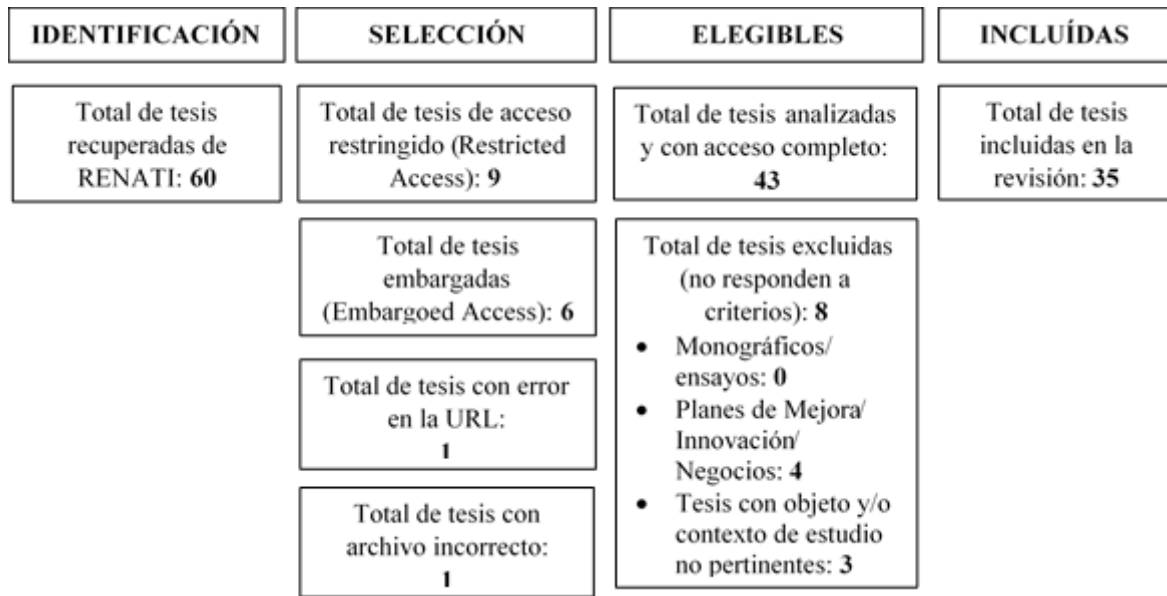 IDENTIFICACIÓN
Total de tesis
recuperadas de
RENATI: 60
SELECCIÓN
Total de tesis de acceso
restringido (Restricted
Access): 9
Total de tesis
embargadas
(Embargoed Access): 6
Total de tesis con error
en la URL:
1
Total de tesis con
archivo incorrecto:
1
ELEGIBLES
Total de tesis analizadas
y con acceso completo:
43
Total de tesis excluidas
(no responden a
criterios): 8
• Monográficos/
ensayos: 0
• Planes de Mejora/
Innovación/
Negocios: 4
• Tesis con objeto y/o
contexto de estudio
no pertinentes: 3
INCLUÍDAS
Total de tesis
incluidas en la
revisión: 35